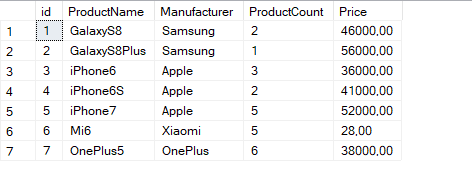 id ProductName Manufacturer ProductCount Price
1 1 GalaxyS8 Samsung 2 46000,00
2 2 GalaxyS8Plus Samsung 1 56000,00
3 3 iPhone6 Apple 3 36000,00
4 4 iPhone6S Apple 2 41000,00
5 5 iPhone7 Apple 5 52000,00
6 6 Mi6 Xiaomi 5 28,00
7 7 OnePlus5 OnePlus 6 38000,00